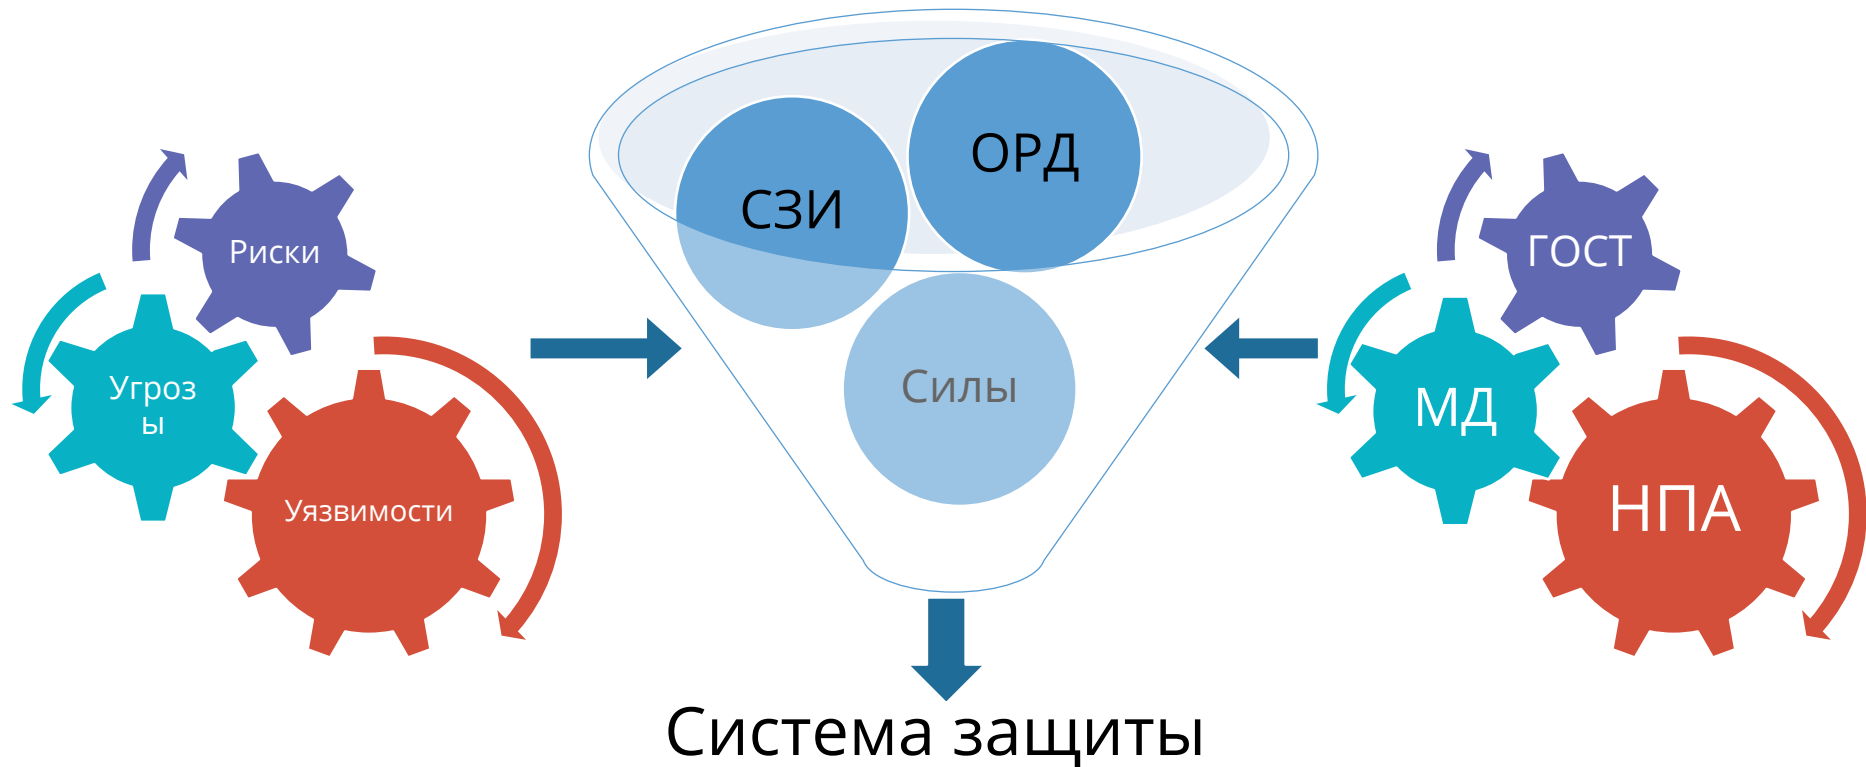 Риски
Угроз
ы
Уязвимости
СЗИ
ОРД
Силы
ГОСТ
МД
НПА
Система защиты